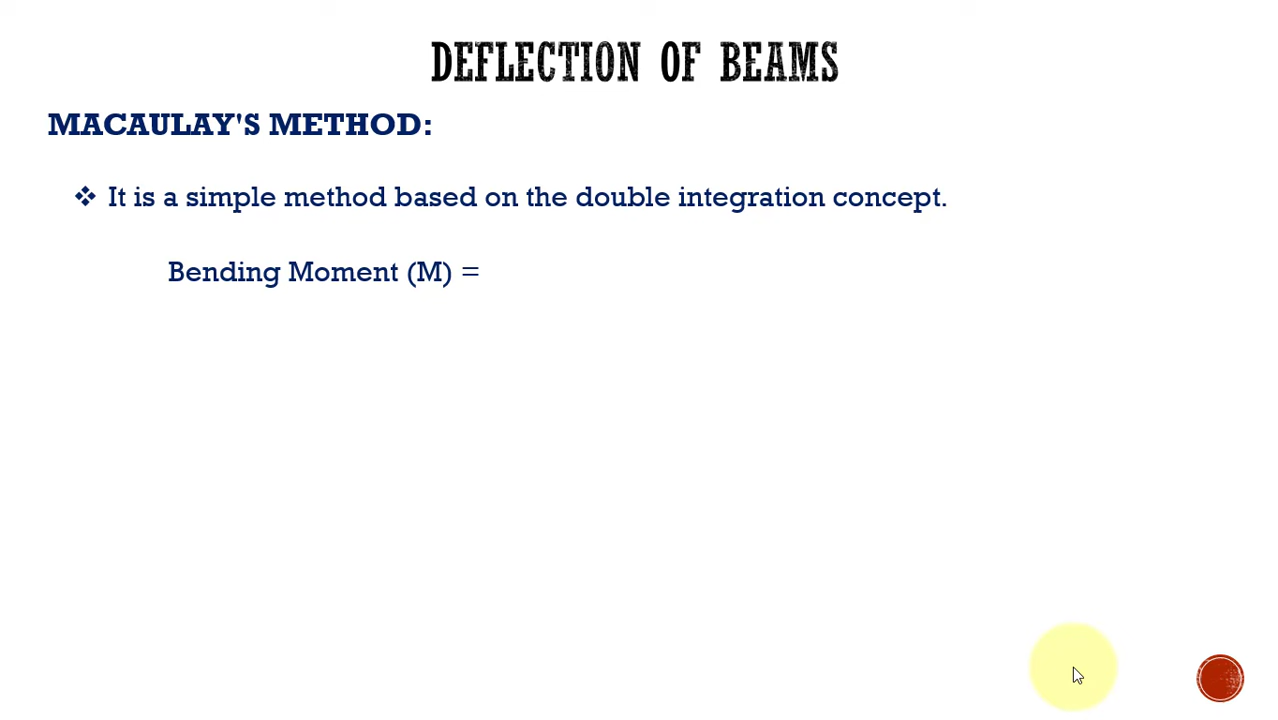 DEFLECTION OF BEAMS
MACAULAY'S METHOD:
❖ It is a simple method based on the double integration concept.
Bending Moment (M) =